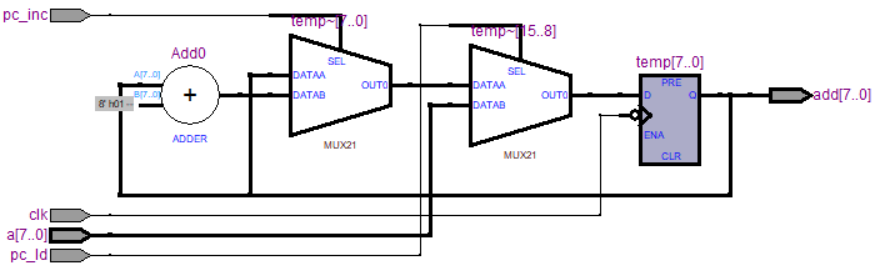 pc_inc
temp~[7..0]
temp~[15..8]
Add0
temp[7..0]
SEL
SEL
A[7..0]
B[7..0]
8' h01
+
ADDER
DATAA
DATAB
OUT0
MUX21
DATAA
DATAB
OUT0
MUX21
PRE
D
Q
ENA
CLR
add[7..0]
clk
a[7..0]
pc_ld